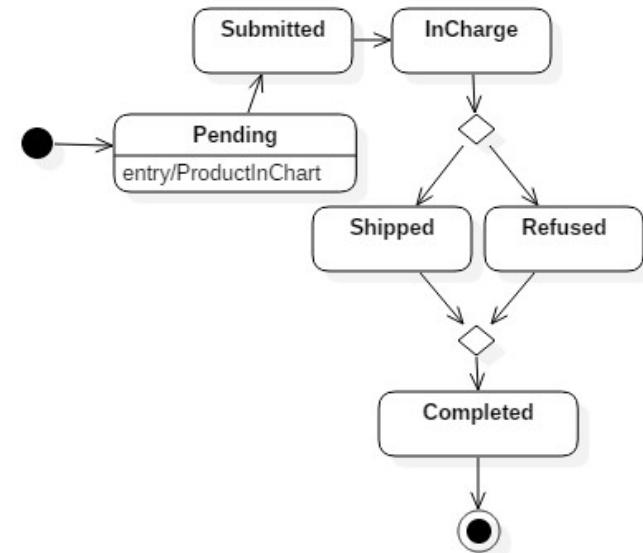 Submitted
InCharge
Pending
entry/ProductInChart
Shipped
Refused
Completed